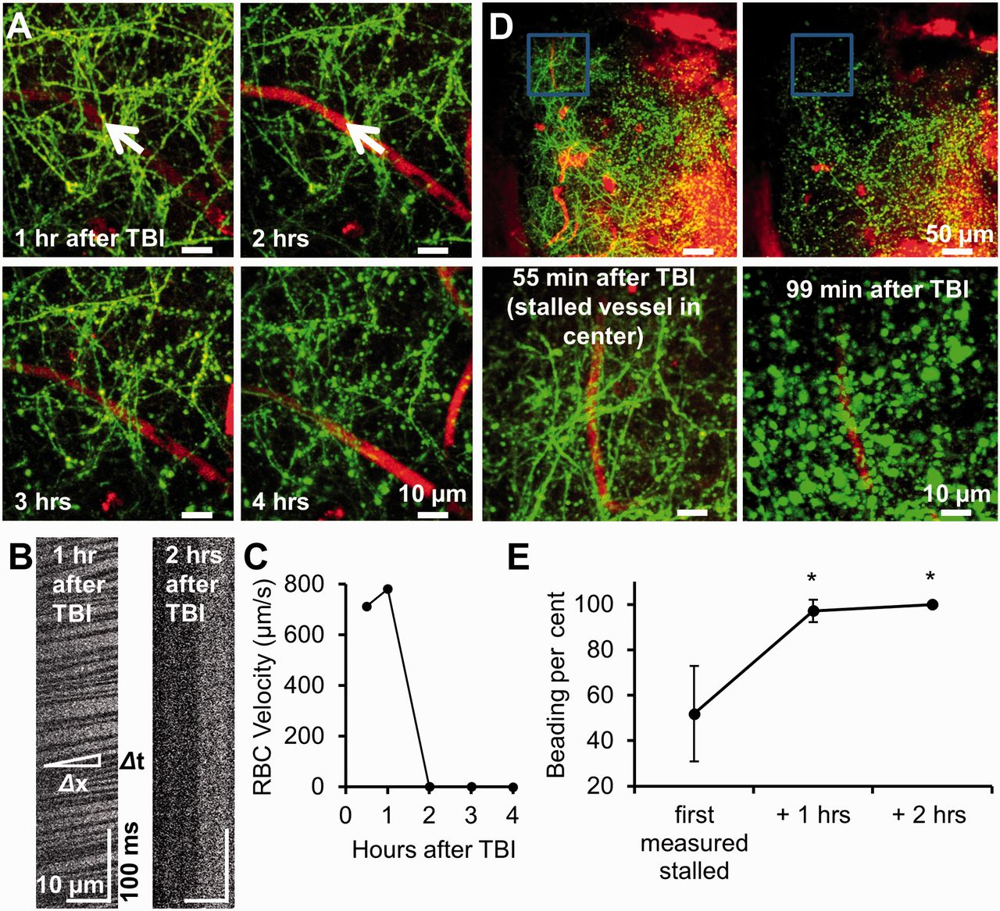 A
1 hr after TBI
2 hrs
3 hrs
4 hrs
10 µm
D
50 µm
55 min after TBI
(stalled vessel in
center)
99 min after TBI
10 µm
B
1 hr
after
TBI
Δt
Δx
10 µm
100 ms
2 hrs
after
TBI
C
RBC Velocity (µm/s)
800
600
400
200
0
0 1 2 3 4
Hours after TBI
E
Beading per cent
* *
100
80
60
40
20
first
measured
stalled
+ 1 hrs
+ 2 hrs